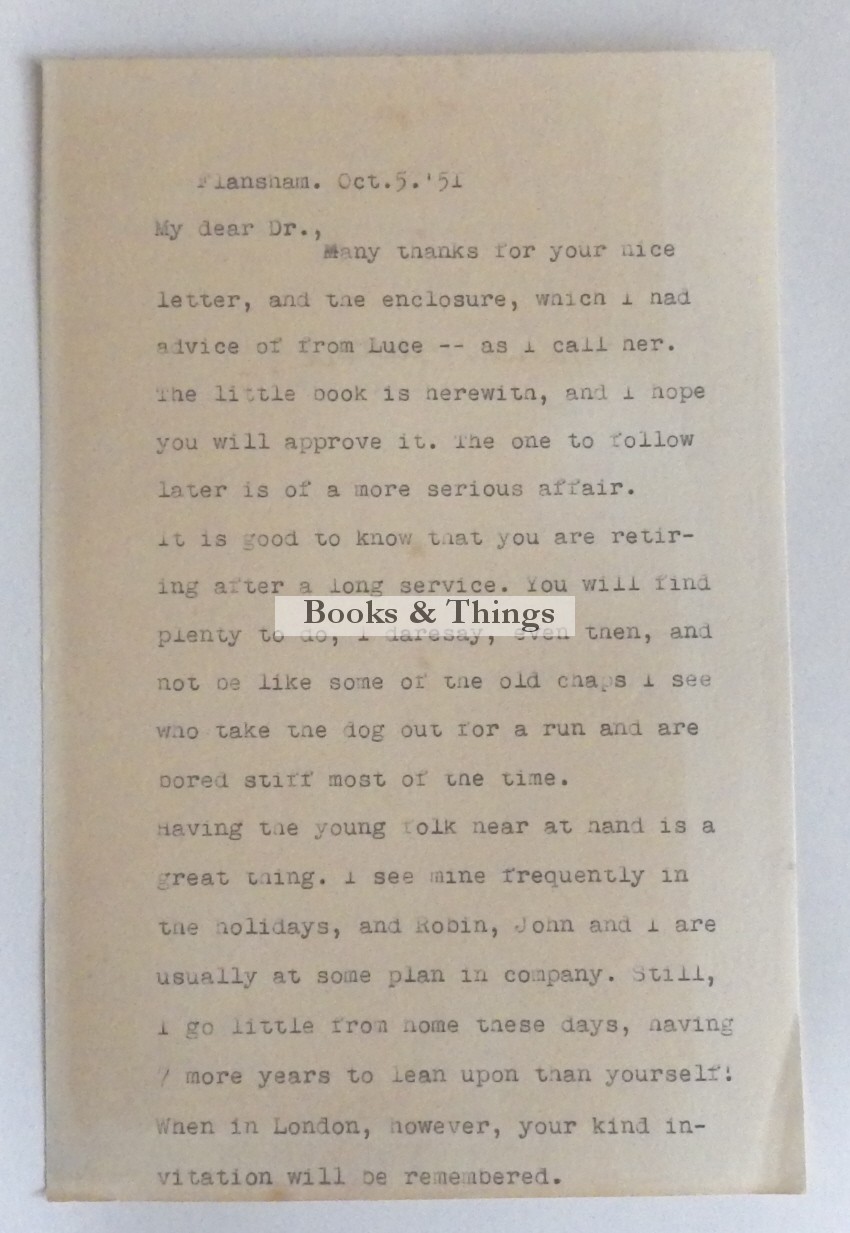 Flansham. Oct.5.'51
My dear Dr.,
Many thanks for your nice
letter, and the enclosure, which I had
advice of from Luce -- as I call her.
The little book is herewith, and I hope
you will approve it. The one to follow
later is of a more serious affair.
It is good to know that you are retir-
ing after a long service. You will find
Books & Things
plenty to do, I daresay, even then, and
not be like some of the old chaps I see
who take the dog out for a run and are
bored stiff most of the time.
Having the young folk near at hand is a
great thing. I see mine frequently in
the holidays, and Robin, John and I are
usually at some plan in company. Still,
I go little from home these days, having
7 more years to lean upon than yourself!
When in London, however, your kind in-
vitation will be remembered.